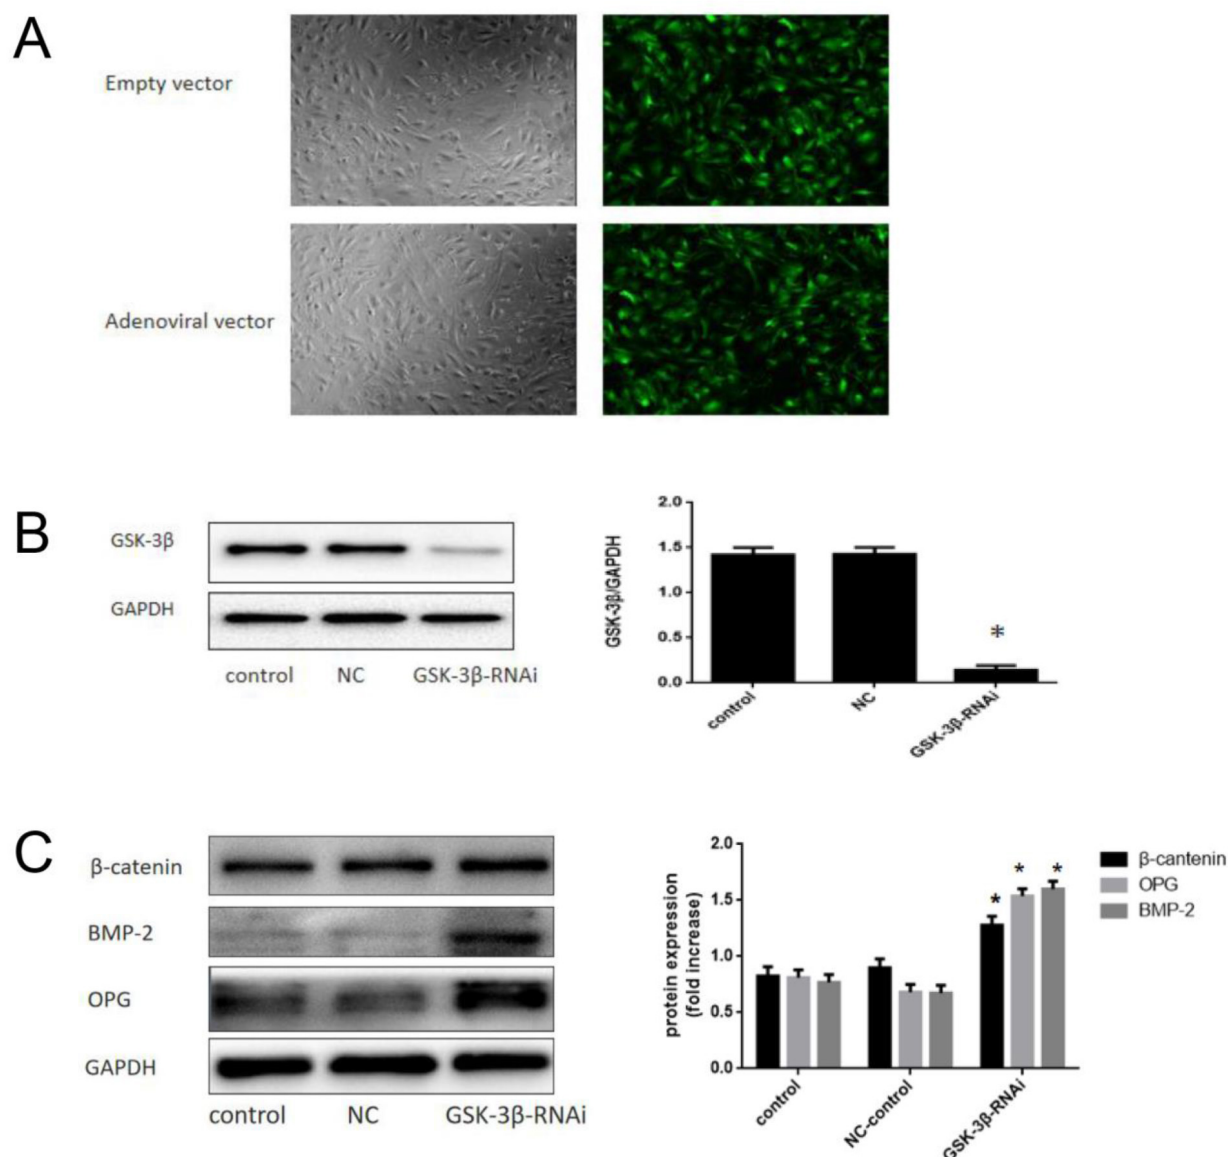 A
Empty vector
Adenoviral vector
B
GSK-3β
GAPDH
control NC GSK-3β-RNAi
GSK-3β/GAPDH
2.0
1.5
1.0
0.5
0.0
*
control
NC
GSK-3β-RNAi
C
β-catenin
BMP-2
OPG
GAPDH
control NC GSK-3β-RNAi
protein expression
(fold increase)
2.0
1.5
1.0
0.5
0.0
* * *
control
NC-control
GSK-3β-RNAi
β-cantenin
OPG
BMP-2